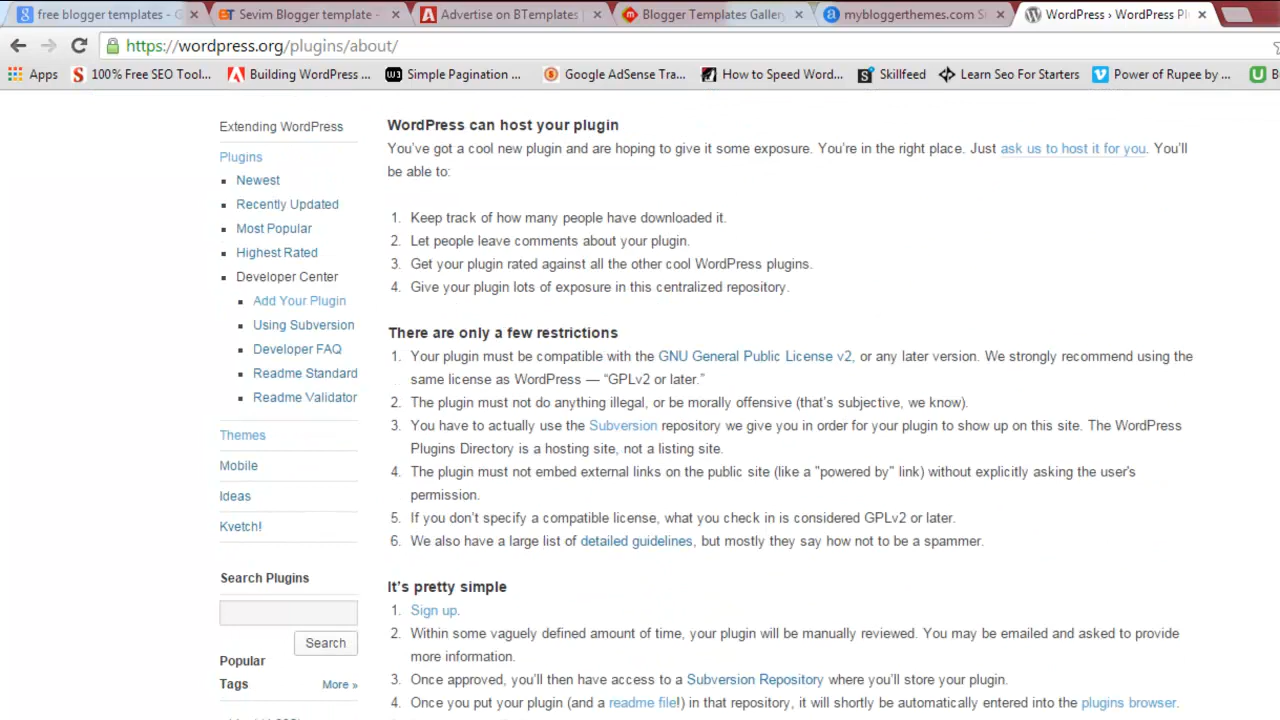 free blogger templates - G
Sevim Blogger template -
Advertise on BTemplates |
Blogger Templates Gallery
mybloggerthemes.com S
WordPress › WordPress Pl
https://wordpress.org/plugins/about/
Apps
100% Free SEO Tool...
Building WordPress ...
Simple Pagination ...
Google AdSense Tra...
How to Speed Wor...
Skillfeed
Learn Seo For Starters
Power of Rupee by ...
Extending WordPress
Plugins
Newest
Recently Updated
Most Popular
Highest Rated
Developer Center
Add Your Plugin
Using Subversion
Developer FAQ
Readme Standard
Readme Validator
Themes
Mobile
Ideas
Kvetch!
Search Plugins
Search
Popular
Tags
More »
WordPress can host your plugin
You've got a cool new plugin and are hoping to give it some exposure. You're in the right place. Just ask us to host it for you. You'll
be able to:
1. Keep track of how many people have downloaded it.
2. Let people leave comments about your plugin.
3. Get your plugin rated against all the other cool WordPress plugins.
4. Give your plugin lots of exposure in this centralized repository.
There are only a few restrictions
1. Your plugin must be compatible with the GNU General Public License v2, or any later version. We strongly recommend using the
same license as WordPress — “GPLv2 or later.”
2. The plugin must not do anything illegal, or be morally offensive (that's subjective, we know).
3. You have to actually use the Subversion repository we give you in order for your plugin to show up on this site. The WordPress
Plugins Directory is a hosting site, not a listing site.
4. The plugin must not embed external links on the public site (like a "powered by" link) without explicitly asking the user's
permission.
5. If you don't specify a compatible license, what you check in is considered GPLv2 or later.
6. We also have a large list of detailed guidelines, but mostly they say how not to be a spammer.
It's pretty simple
1. Sign up.
2. Within some vaguely defined amount of time, your plugin will be manually reviewed. You may be emailed and asked to provide
more information.
3. Once approved, you'll then have access to a Subversion Repository where you'll store your plugin.
4. Once you put your plugin (and a readme file!) in that repository, it will shortly be automatically entered into the plugins browser.